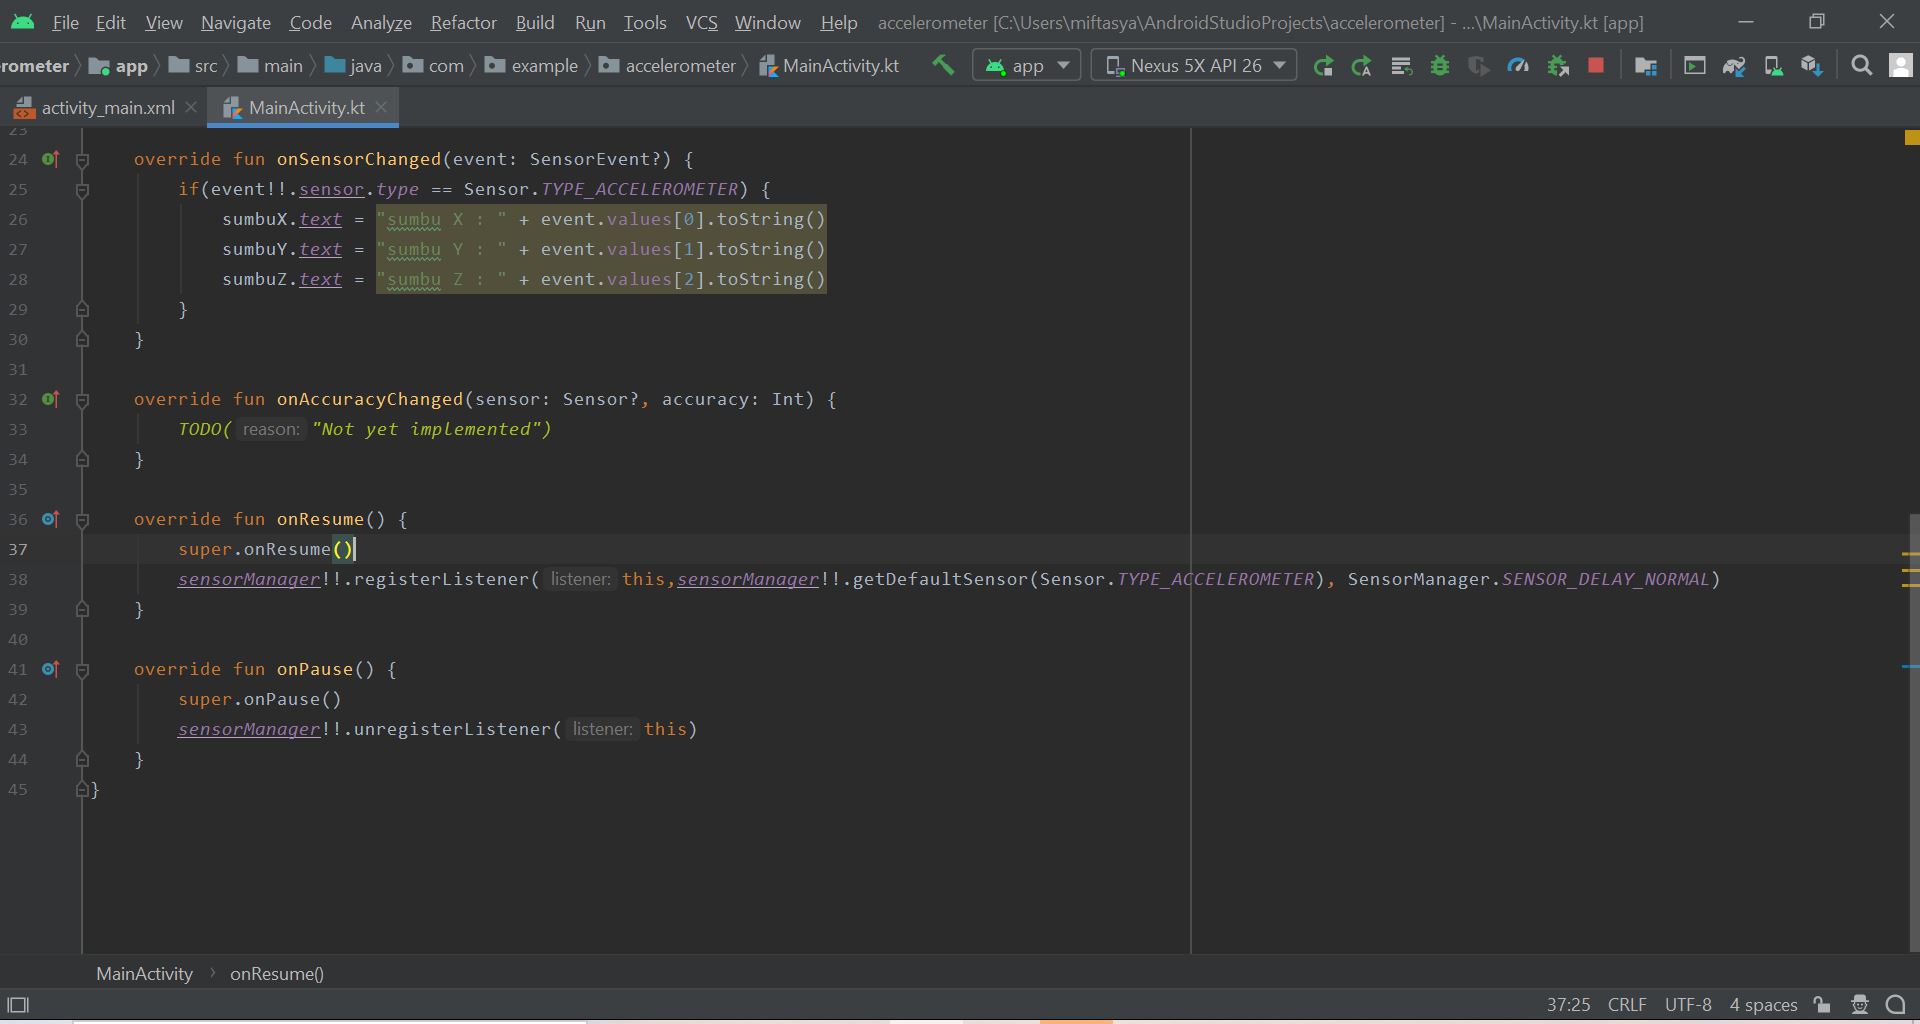 File Edit View Navigate Code Analyze Refactor Build Run Tools VCS Window Help accelerometer [C:\Users\miftasya\AndroidStudioProjects\accelerometer] - ...\MainActivity.kt [app]
rometer app src main java com example accelerometer MainActivity.kt app Nexus 5X API 26
activity_main.xml MainActivity.kt
23
24 override fun onSensorChanged(event: SensorEvent?) {
25 if(event!!.sensor.type == Sensor.TYPE_ACCELEROMETER) {
26 sumbuX.text = "sumbu X : " + event.values[0].toString()
27 sumbuY.text = "sumbu Y : " + event.values[1].toString()
28 sumbuZ.text = "sumbu Z : " + event.values[2].toString()
29 }
30 }
31
32 override fun onAccuracyChanged(sensor: Sensor?, accuracy: Int) {
33 TODO( reason: "Not yet implemented")
34 }
35
36 override fun onResume() {
37 super.onResume()
38 sensorManager!!.registerListener( listener: this,sensorManager!!.getDefaultSensor(Sensor.TYPE_ACCELEROMETER), SensorManager.SENSOR_DELAY_NORMAL)
39 }
40
41 override fun onPause() {
42 super.onPause()
43 sensorManager!!.unregisterListener( listener: this)
44 }
45 }
MainActivity onResume()
37:25 CRLF UTF-8 4 spaces